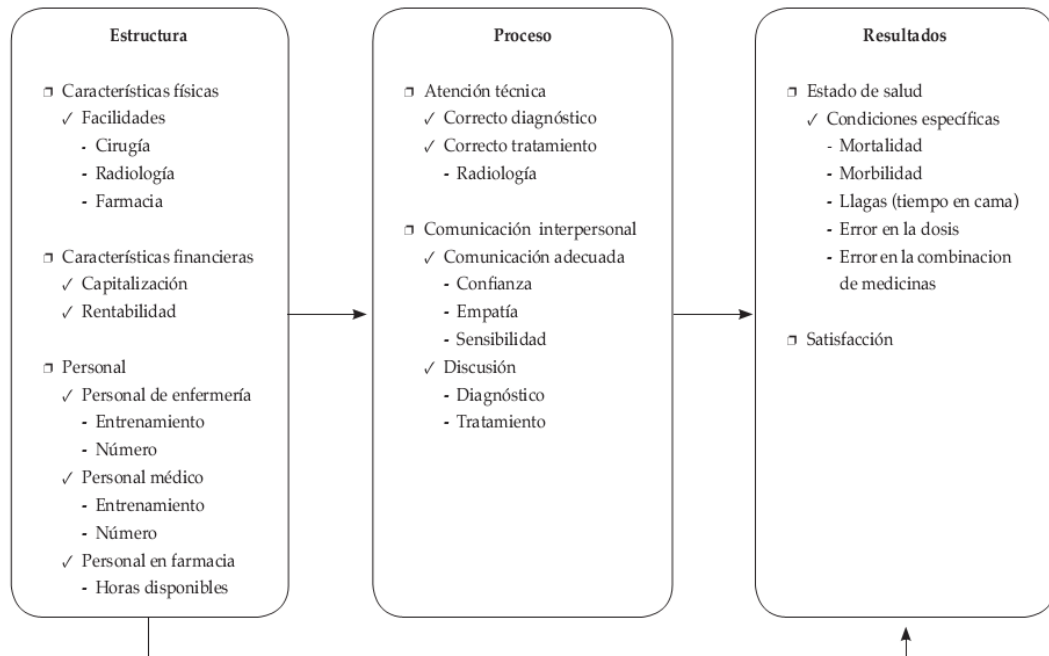 Estructura
❐ Características físicas
✓ Facilidades
- Cirugía
- Radiología
- Farmacia
❐ Características financieras
✓ Capitalización
✓ Rentabilidad
❐ Personal
✓ Personal de enfermería
- Entrenamiento
- Número
✓ Personal médico
- Entrenamiento
- Número
✓ Personal en farmacia
- Horas disponibles
Proceso
❐ Atención técnica
✓ Correcto diagnóstico
✓ Correcto tratamiento
- Radiología
❐ Comunicación interpersonal
✓ Comunicación adecuada
- Confianza
- Empatía
- Sensibilidad
✓ Discusión
- Diagnóstico
- Tratamiento
Resultados
❐ Estado de salud
✓ Condiciones específicas
- Mortalidad
- Morbilidad
- Llagas (tiempo en cama)
- Error en la dosis
- Error en la combinacion
de medicinas
❐ Satisfacción